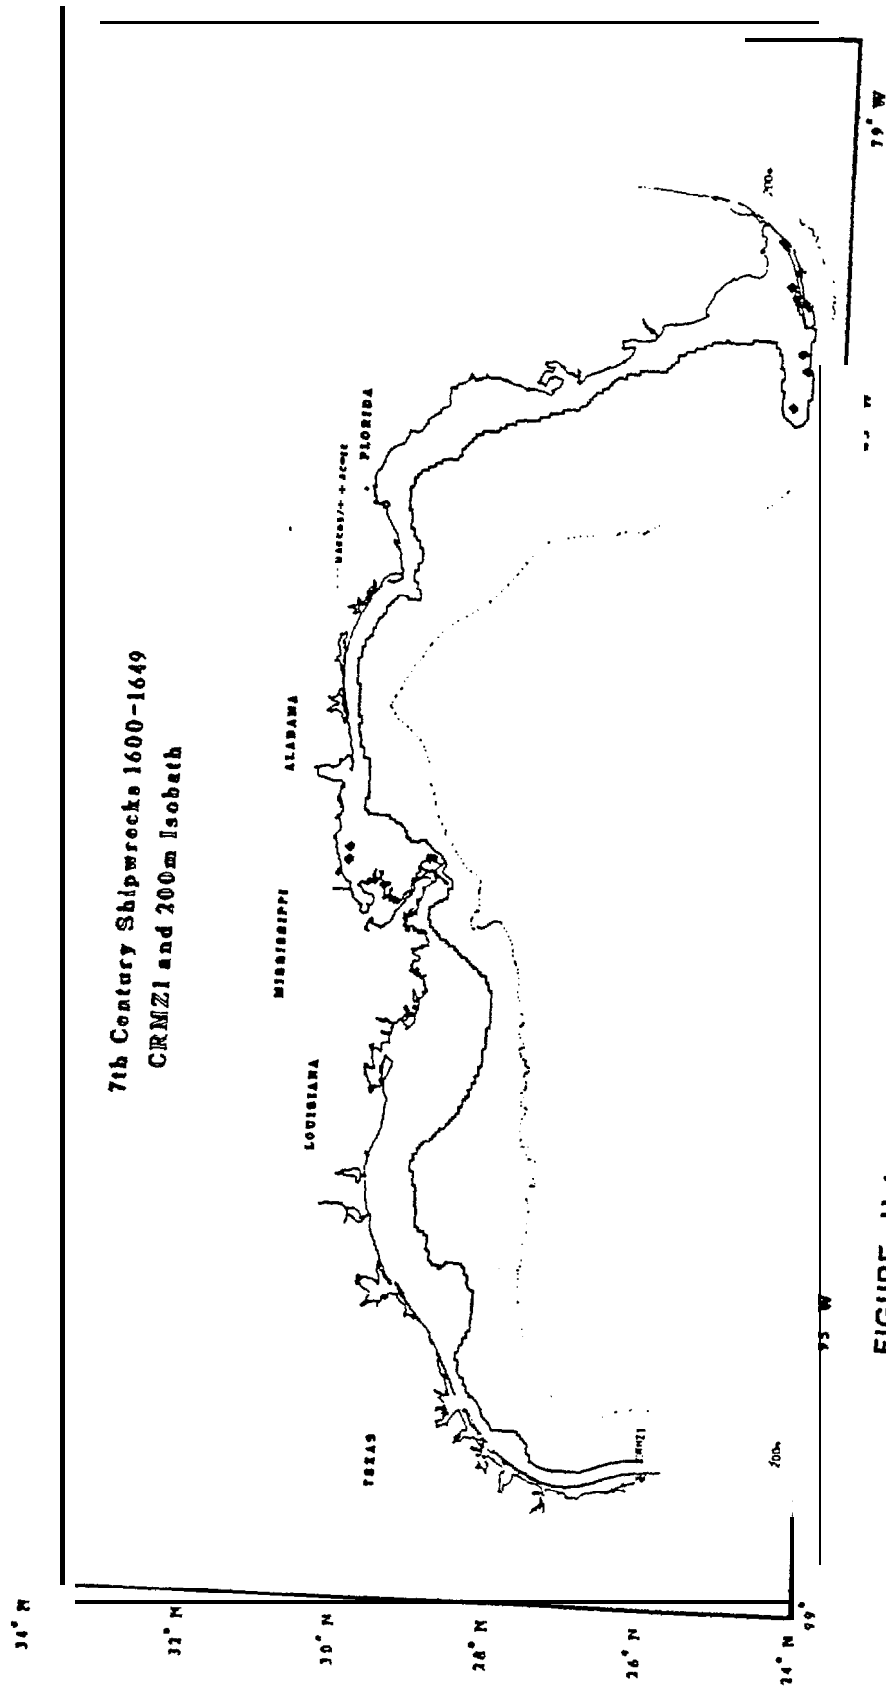 7th Century Shipwrecks 1600-1649
CRMZ1 and 200m Isobath
34° N
32° N
30° N
28° N
26° N
24° N
99°
95 W
W
79° W
TEXAS
LOUISIANA
MISSISSIPPI
ALABAMA
FLORIDA
CRMZ1
200m
200m
FIGURE